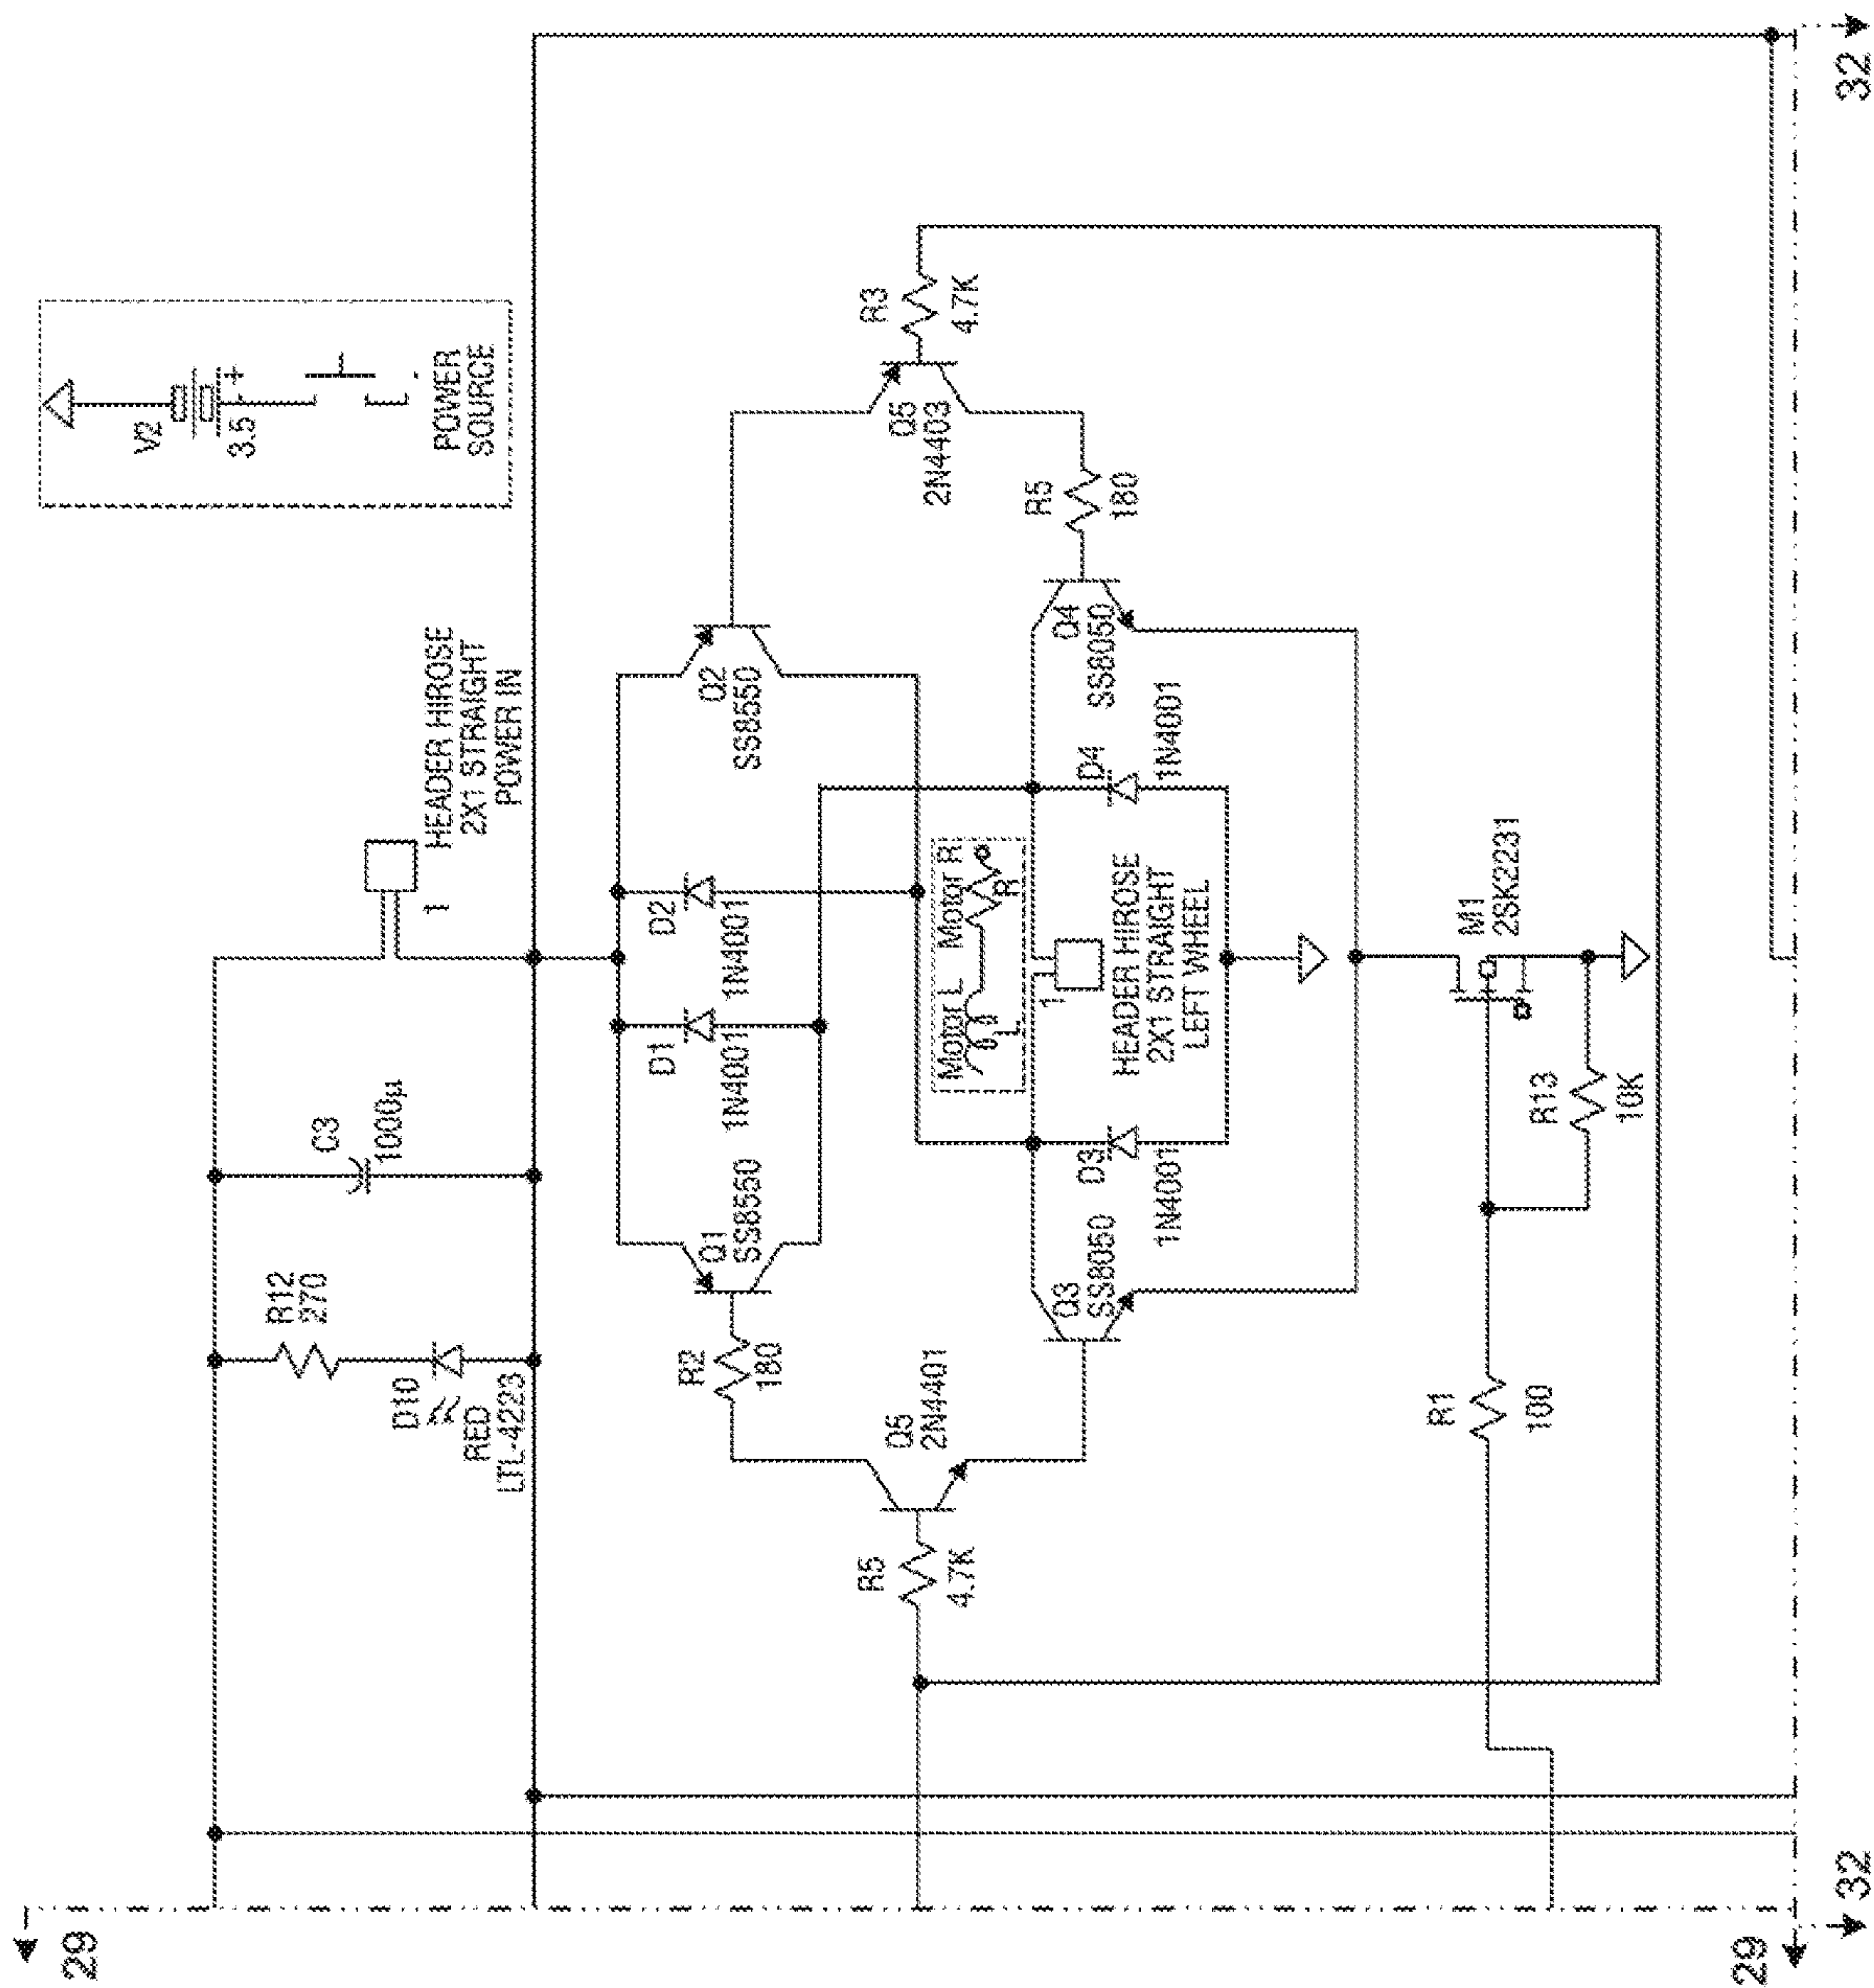 29
32
V2
3.5
+
POWER
SOURCE
HEADER HIROSE
2X1 STRAIGHT
POWER IN
1
C3
1000µ
R12
270
D10
RED
LTL-4223
Q1
SS8550
D1
1N4001
D2
1N4001
Q2
SS8550
R2
180
Q5
2N4401
R5
4.7K
Q5
2N4403
R3
4.7K
R5
180
Q4
SS8050
D4
1N4001
Motor L Motor R
L R
1
HEADER HIROSE
2X1 STRAIGHT
LEFT WHEEL
D3
1N4001
Q3
SS8050
M1
2SK2231
R13
10K
R1
100
29
32
32